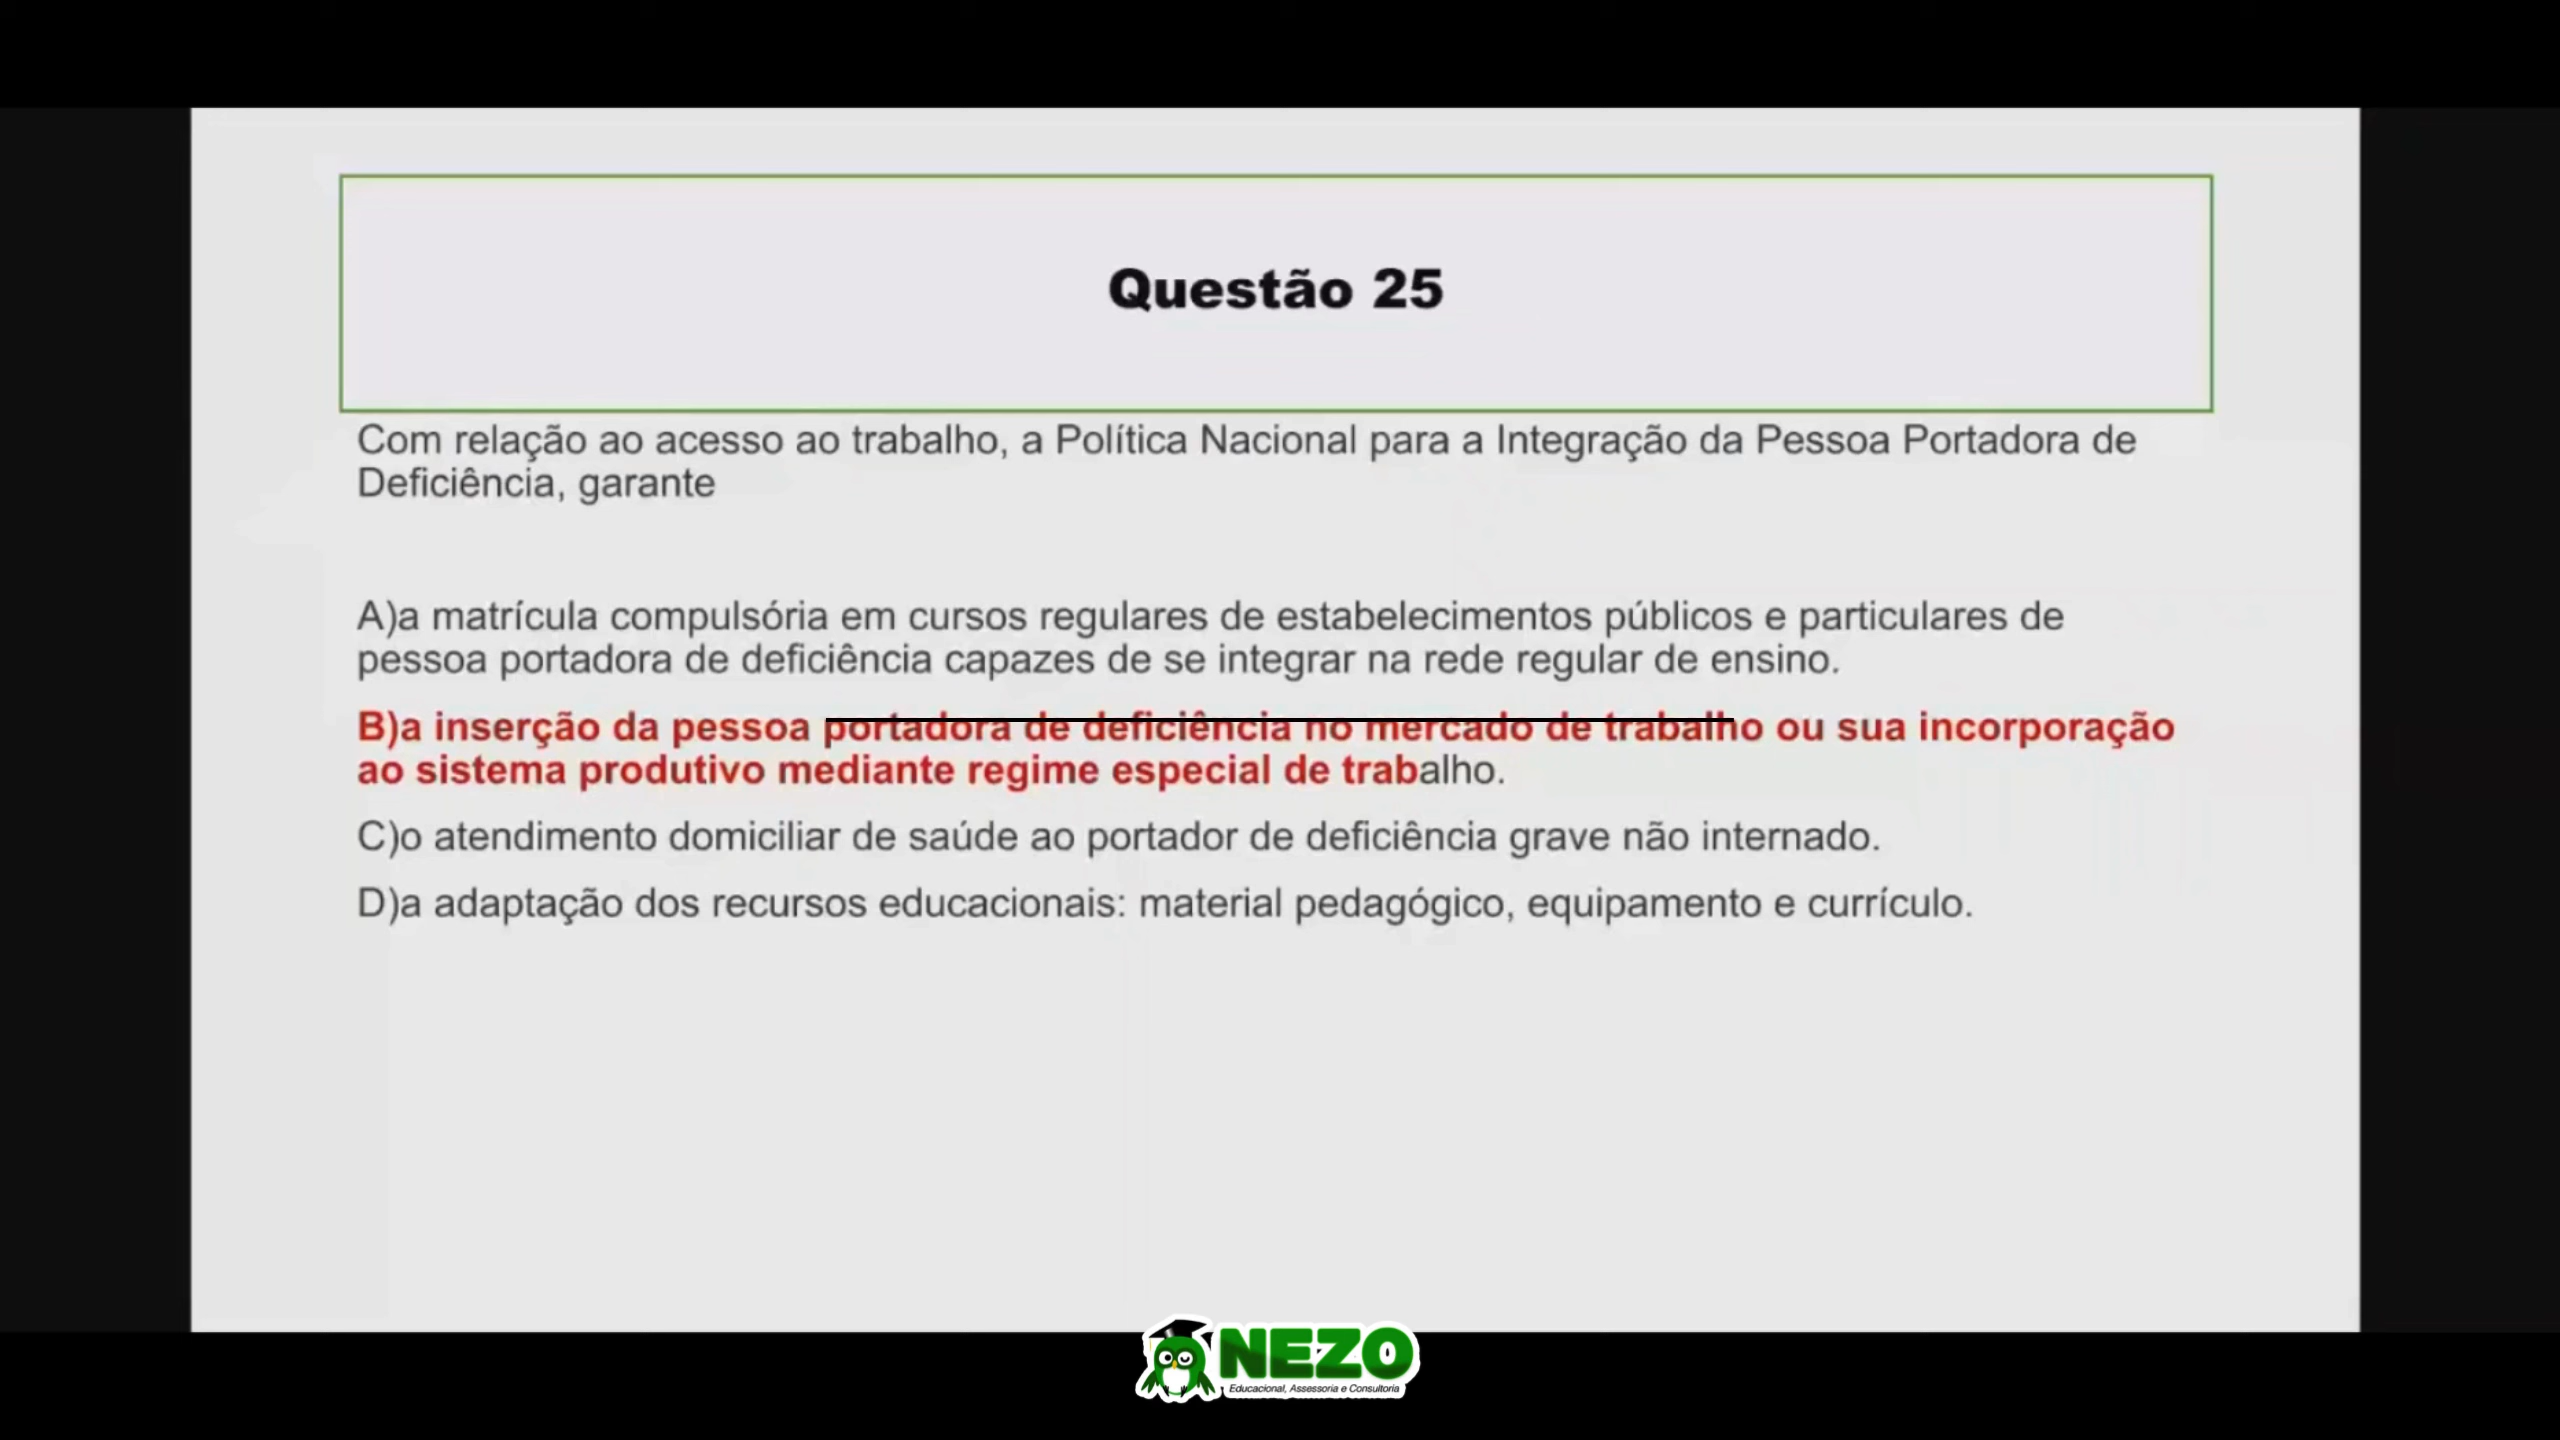 Questão 25
Com relação ao acesso ao trabalho, a Política Nacional para a Integração da Pessoa Portadora de
Deficiência, garante
A)a matrícula compulsória em cursos regulares de estabelecimentos públicos e particulares de
pessoa portadora de deficiência capazes de se integrar na rede regular de ensino.
B)a inserção da pessoa portadora de deficiência no mercado de trabalho ou sua incorporação
ao sistema produtivo mediante regime especial de trabalho.
C)o atendimento domiciliar de saúde ao portador de deficiência grave não internado.
D)a adaptação dos recursos educacionais: material pedagógico, equipamento e currículo.
NEZO
Educacional, Assessoria e Consultoria